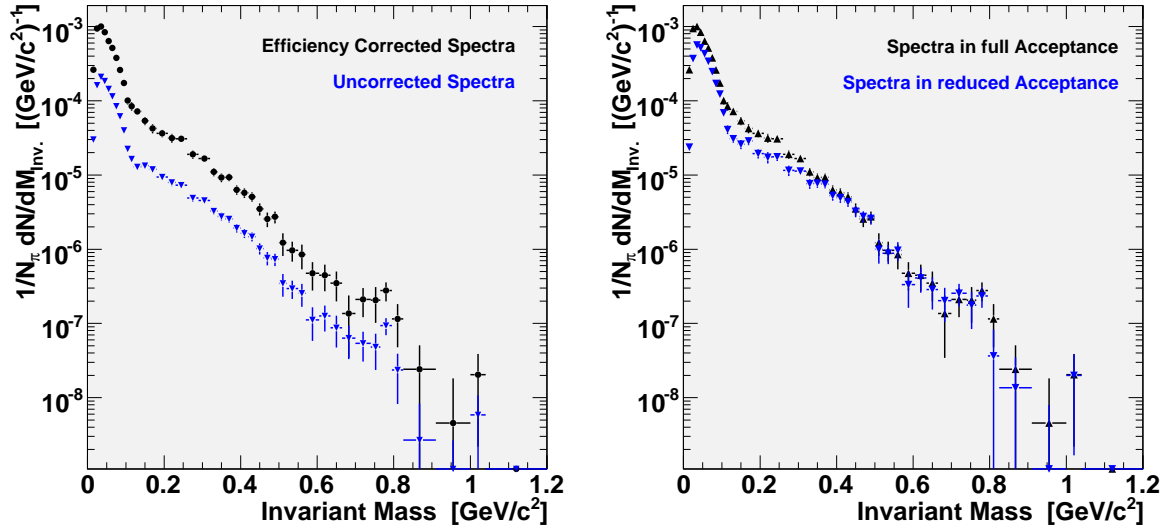 1/N_π dN/dM_Inv. [(GeV/c²)⁻¹]
10⁻³
10⁻⁴
10⁻⁵
10⁻⁶
10⁻⁷
10⁻⁸
Efficiency Corrected Spectra
Uncorrected Spectra
0 0.2 0.4 0.6 0.8 1 1.2
Invariant Mass [GeV/c²]
1/N_π dN/dM_Inv. [(GeV/c²)⁻¹]
10⁻³
10⁻⁴
10⁻⁵
10⁻⁶
10⁻⁷
10⁻⁸
Spectra in full Acceptance
Spectra in reduced Acceptance
0 0.2 0.4 0.6 0.8 1 1.2
Invariant Mass [GeV/c²]